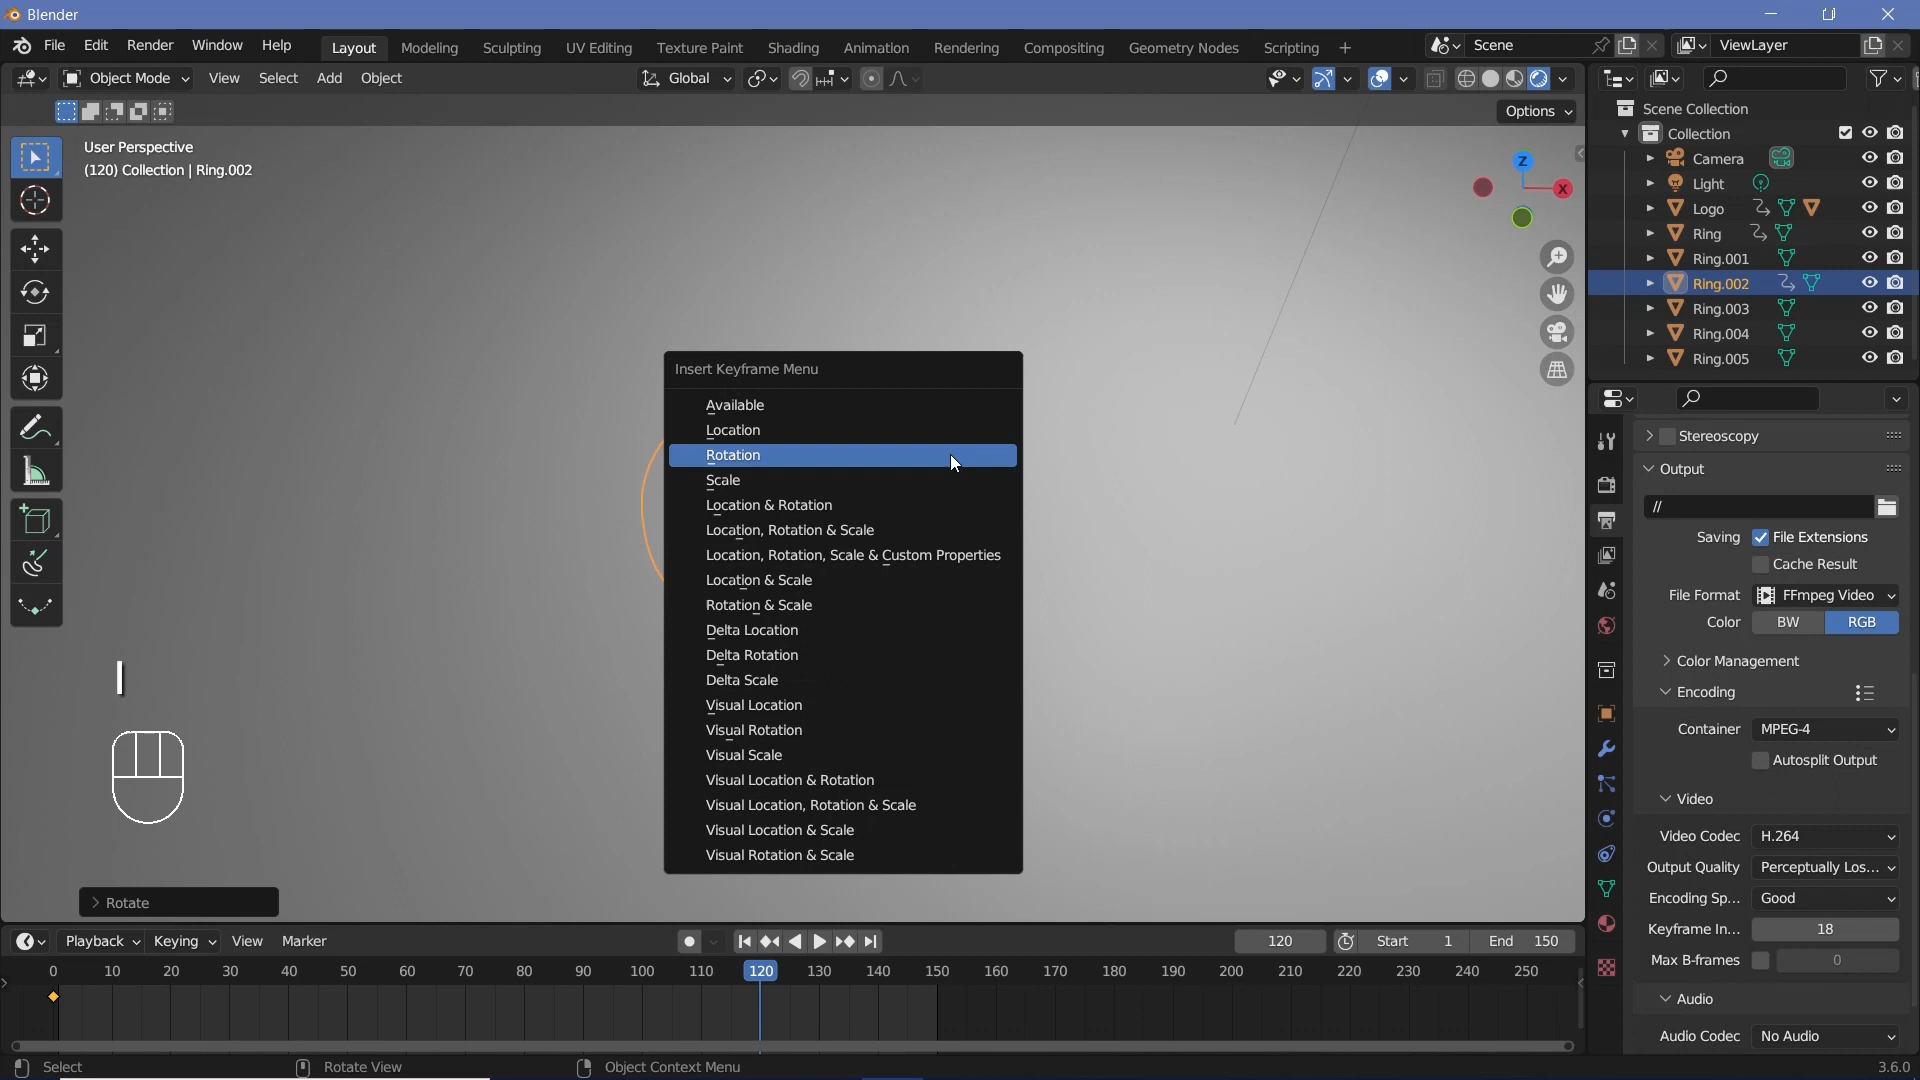 Blender
File Edit Render Window Help Layout Modeling Sculpting UV Editing Texture Paint Shading Animation Rendering Compositing Geometry Nodes Scripting + Scene ViewLayer
Object Mode View Select Add Object Global
Options
User Perspective
(120) Collection | Ring.002
Z
X
Scene Collection
Collection
Camera
Light
Logo
Ring
Ring.001
Ring.002
Ring.003
Ring.004
Ring.005
Insert Keyframe Menu
Available
Location
Rotation
Scale
Location & Rotation
Location, Rotation & Scale
Location, Rotation, Scale & Custom Properties
Location & Scale
Rotation & Scale
Delta Location
Delta Rotation
Delta Scale
Visual Location
Visual Rotation
Visual Scale
Visual Location & Rotation
Visual Location, Rotation & Scale
Visual Location & Scale
Visual Rotation & Scale
I
Rotate
Stereoscopy
Output
//
Saving File Extensions
Cache Result
File Format FFmpeg Video
Color BW RGB
Color Management
Encoding
Container MPEG-4
Autosplit Output
Video
Video Codec H.264
Output Quality Perceptually Los...
Encoding Sp... Good
Keyframe In... 18
Max B-frames 0
Audio
Audio Codec No Audio
Playback Keying View Marker 120 Start 1 End 150
0 10 20 30 40 50 60 70 80 90 100 110 120 130 140 150 160 170 180 190 200 210 220 230 240 250
Select Rotate View Object Context Menu 3.6.0